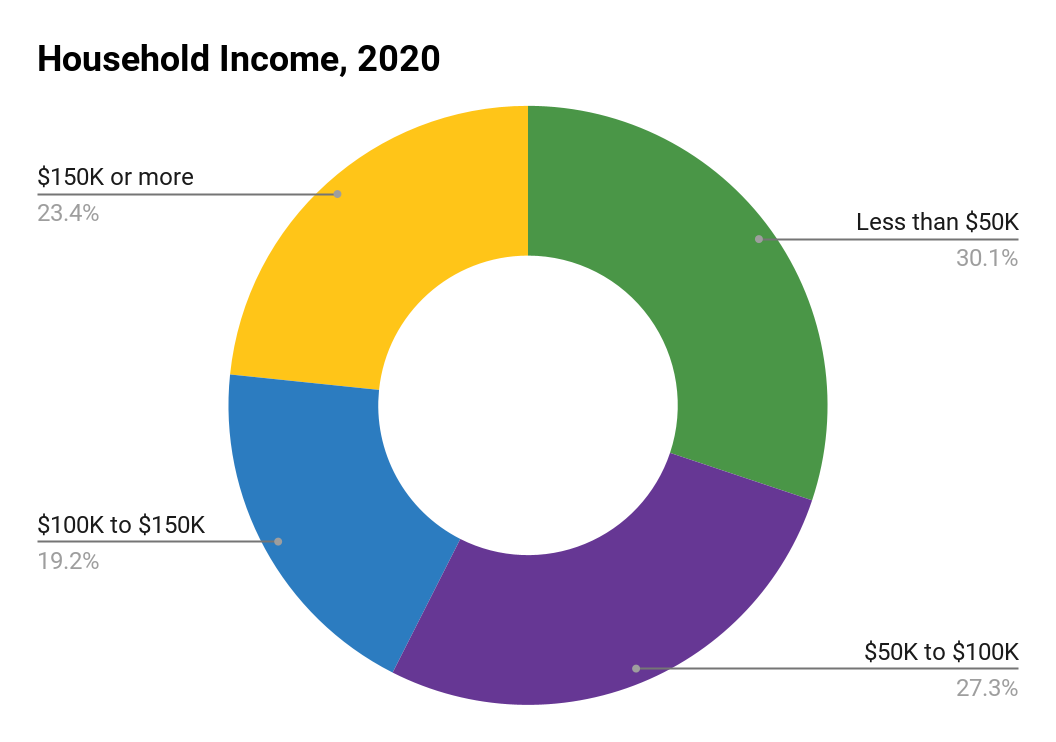 Household Income, 2020
$150K or more
23.4%
Less than $50K
30.1%
$100K to $150K
19.2%
$50K to $100K
27.3%